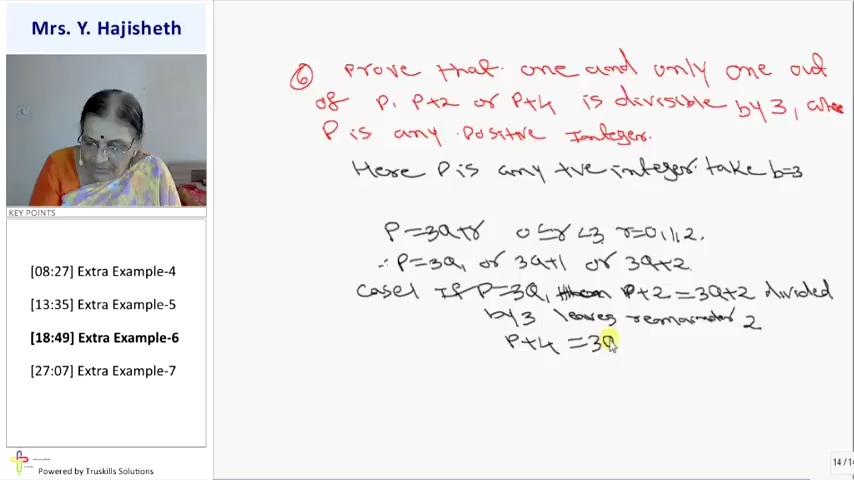 Mrs. Y. Hajisheth
KEY POINTS
[08:27] Extra Example-4
[13:35] Extra Example-5
[18:49] Extra Example-6
[27:07] Extra Example-7
Powered by Truskills Solutions
⑥ Prove that one and only one out
of P, P+2 or P+4 is divisible by 3, where
P is any Positive Integer.
Here P is any +ve integer. take b=3
P=3q+r 0≤r<3, r=0,1,2.
∴ P=3q, or 3q+1 or 3q+2.
Case1 If P=3q, then P+2=3q+2 divided
by 3 leaves remainder 2
P+4 =3q
14/14